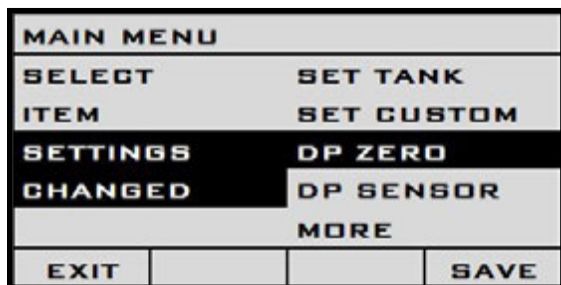 MAIN MENU
SELECT SET TANK
ITEM SET CUSTOM
SETTINGS DP ZERO
CHANGED DP SENSOR
MORE
EXIT SAVE